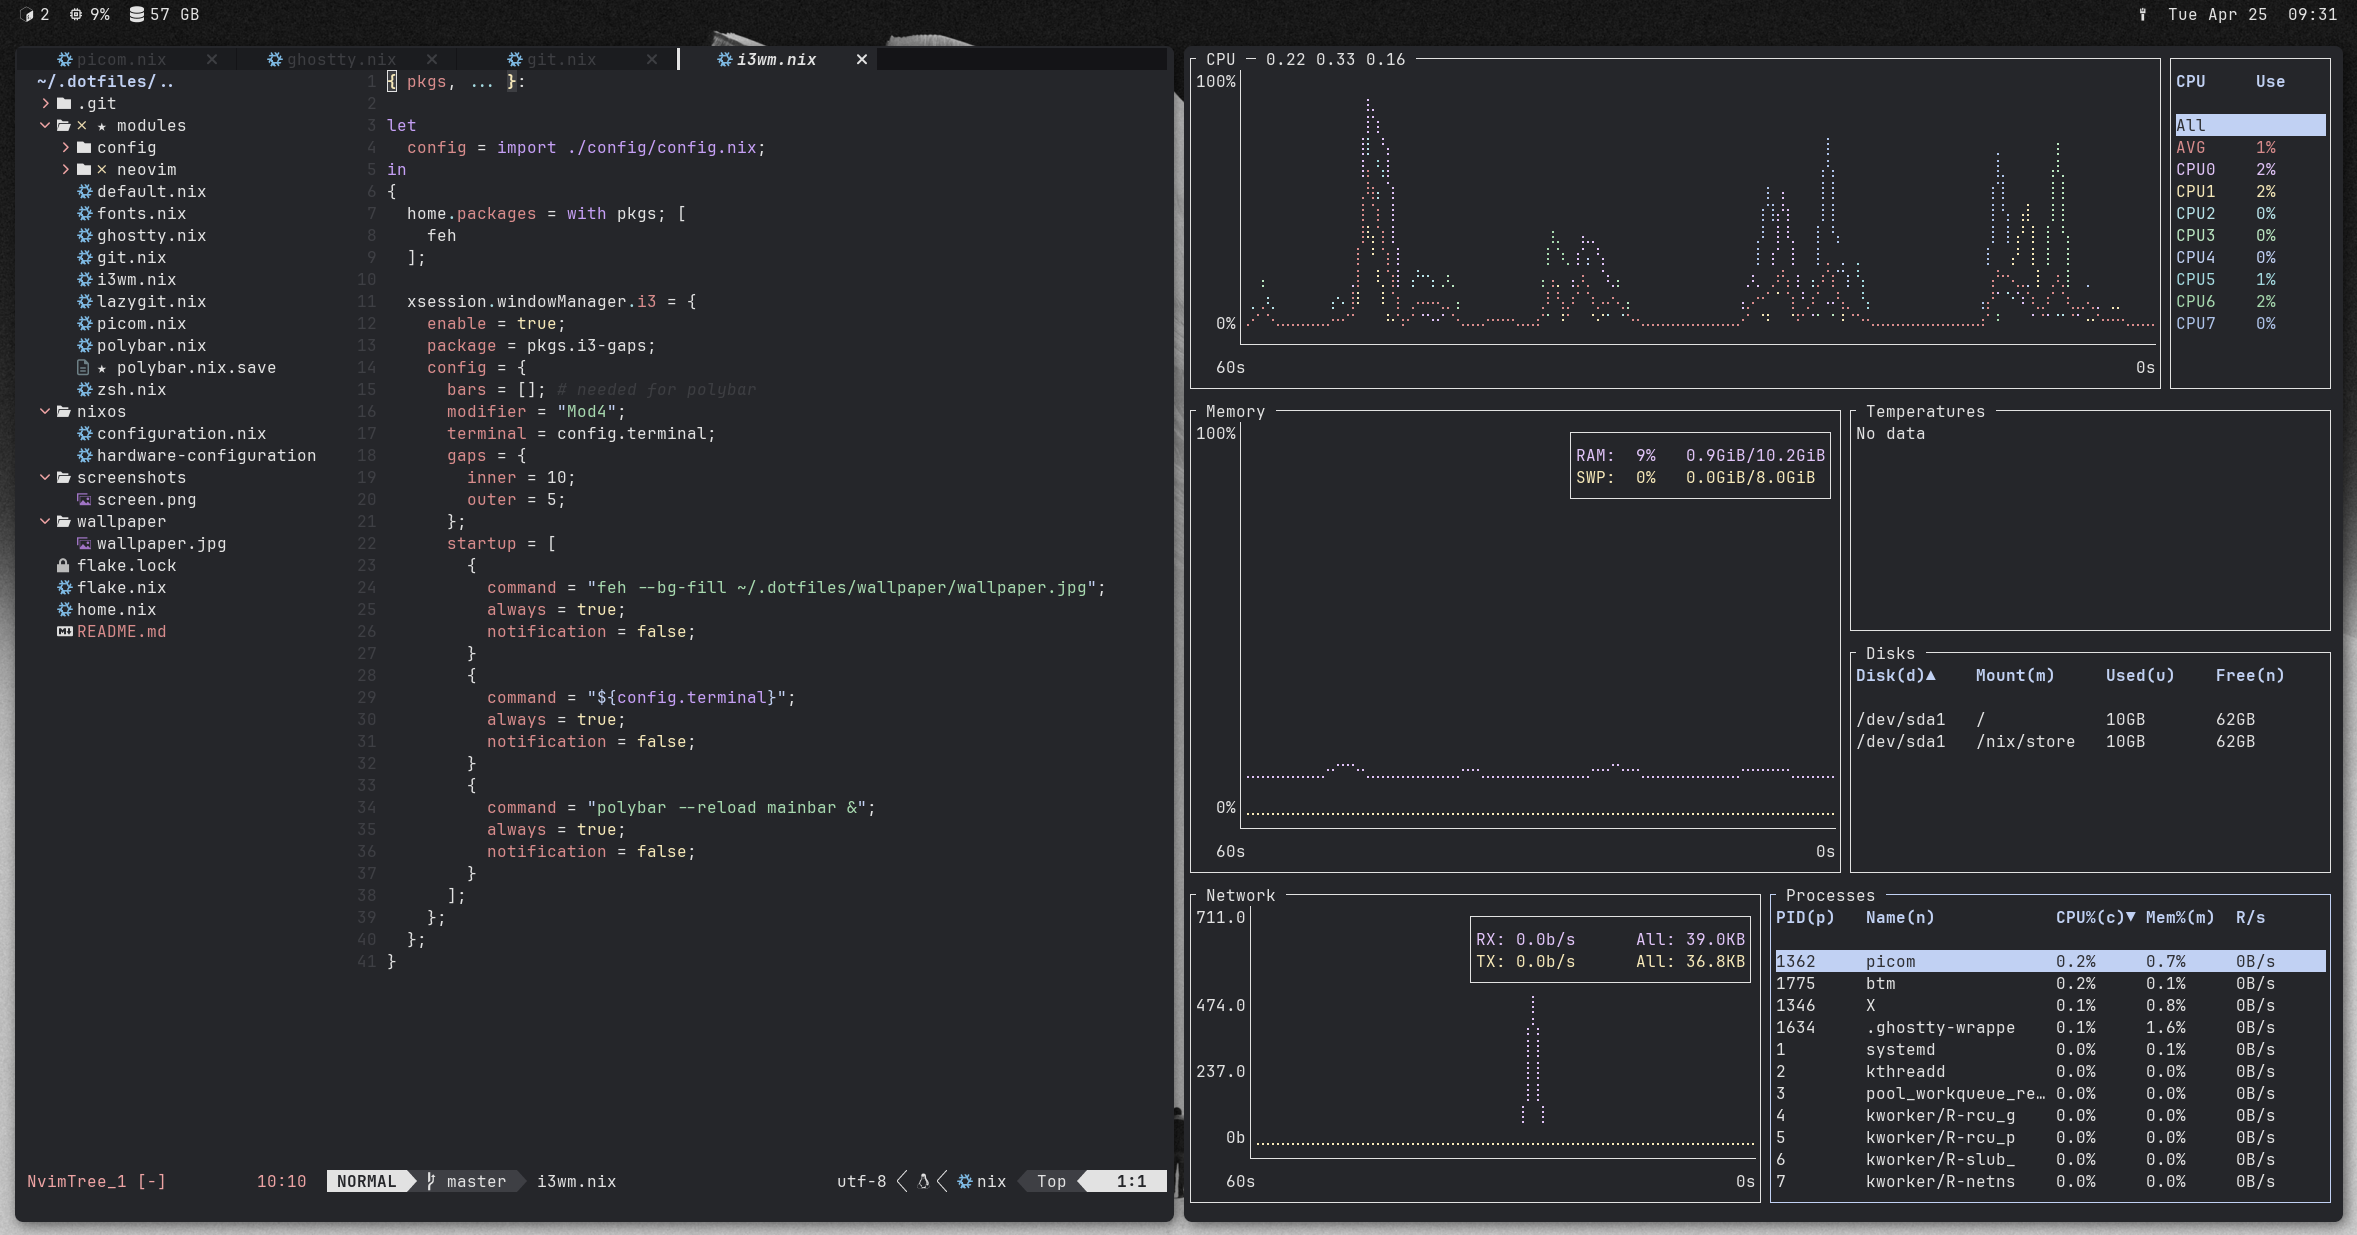 2 9% 57 GB
Tue Apr 25 09:31
picom.nix ghostty.nix git.nix i3wm.nix
~/.dotfiles/..
.git
modules
config
neovim
default.nix
fonts.nix
ghostty.nix
git.nix
i3wm.nix
lazygit.nix
picom.nix
polybar.nix
polybar.nix.save
zsh.nix
nixos
configuration.nix
hardware-configuration
screenshots
screen.png
wallpaper
wallpaper.jpg
flake.lock
flake.nix
home.nix
README.md
1 { pkgs, ... }:
2
3 let
4 config = import ./config/config.nix;
5 in
6 {
7 home.packages = with pkgs; [
8 feh
9 ];
10
11 xsession.windowManager.i3 = {
12 enable = true;
13 package = pkgs.i3-gaps;
14 config = {
15 bars = []; # needed for polybar
16 modifier = "Mod4";
17 terminal = config.terminal;
18 gaps = {
19 inner = 10;
20 outer = 5;
21 };
22 startup = [
23 {
24 command = "feh --bg-fill ~/.dotfiles/wallpaper/wallpaper.jpg";
25 always = true;
26 notification = false;
27 }
28 {
29 command = "${config.terminal}";
30 always = true;
31 notification = false;
32 }
33 {
34 command = "polybar --reload mainbar &";
35 always = true;
36 notification = false;
37 }
38 ];
39 };
40 };
41 }
NvimTree_1 [-] 10:10 NORMAL master i3wm.nix utf-8 nix Top 1:1
CPU — 0.22 0.33 0.16
100%
0%
60s 0s
CPU Use
All
AVG 1%
CPU0 2%
CPU1 2%
CPU2 0%
CPU3 0%
CPU4 0%
CPU5 1%
CPU6 2%
CPU7 0%
Memory
100%
RAM: 9% 0.9GiB/10.2GiB
SWP: 0% 0.0GiB/8.0GiB
0%
60s 0s
Temperatures
No data
Disks
Disk(d)▲ Mount(m) Used(u) Free(n)
/dev/sda1 / 10GB 62GB
/dev/sda1 /nix/store 10GB 62GB
Network
711.0
RX: 0.0b/s All: 39.0KB
TX: 0.0b/s All: 36.8KB
474.0
237.0
0b
60s 0s
Processes
PID(p) Name(n) CPU%(c)▼ Mem%(m) R/s
1362 picom 0.2% 0.7% 0B/s
1775 btm 0.2% 0.1% 0B/s
1346 X 0.1% 0.8% 0B/s
1634 .ghostty-wrappe 0.1% 1.6% 0B/s
1 systemd 0.0% 0.1% 0B/s
2 kthreadd 0.0% 0.0% 0B/s
3 pool_workqueue_re… 0.0% 0.0% 0B/s
4 kworker/R-rcu_g 0.0% 0.0% 0B/s
5 kworker/R-rcu_p 0.0% 0.0% 0B/s
6 kworker/R-slub_ 0.0% 0.0% 0B/s
7 kworker/R-netns 0.0% 0.0% 0B/s